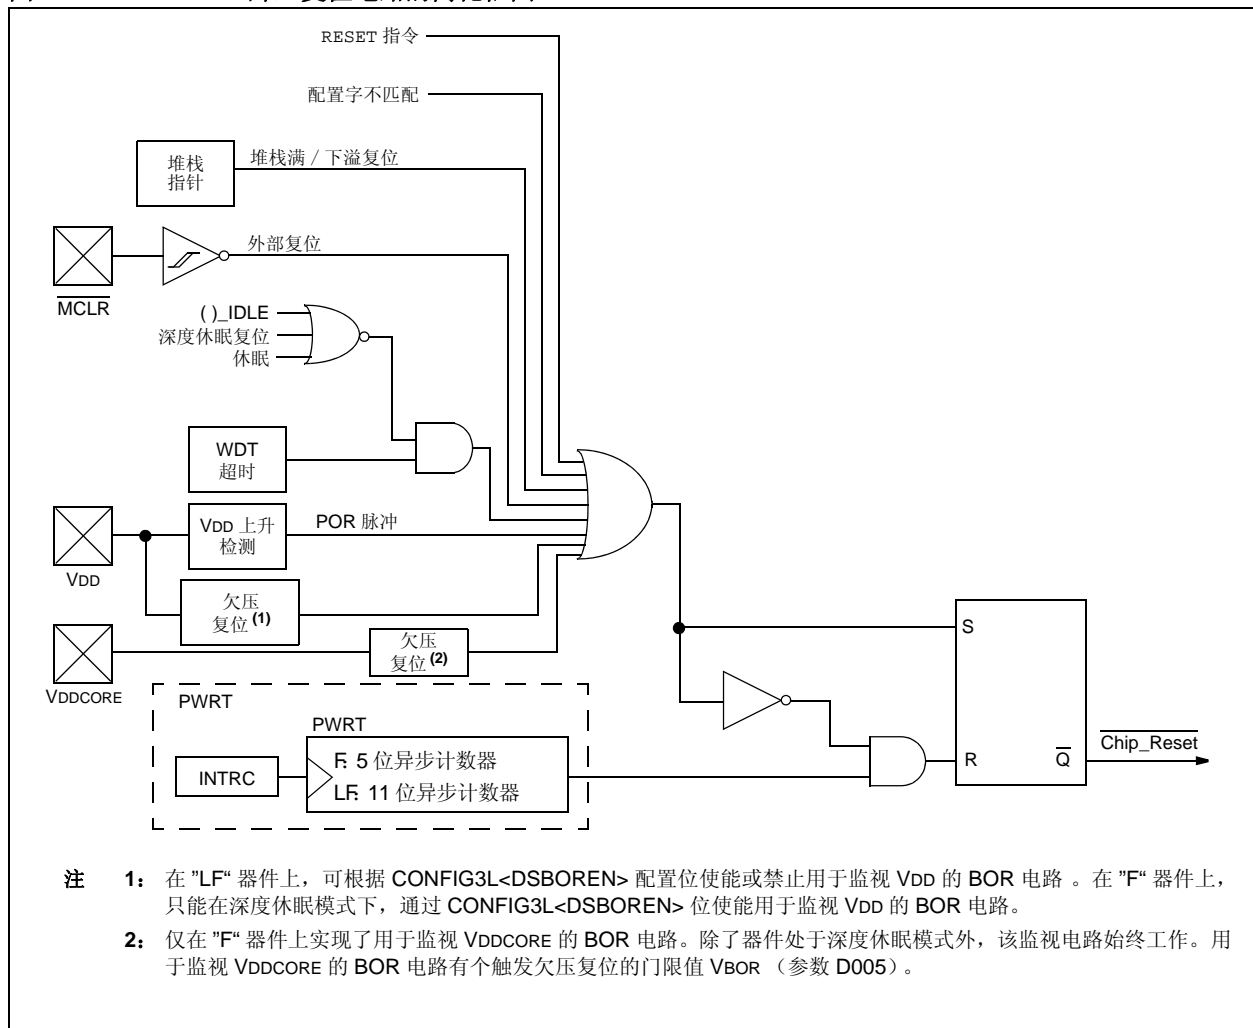 RESET 指令
配置字不匹配
堆栈
指针
堆栈满 / 下溢复位
外部复位
MCLR
( )_IDLE
深度休眠复位
休眠
WDT
超时
VDD 上升
检测
POR 脉冲
VDD
欠压
复位(1)
VDDCORE
欠压
复位(2)
PWRT
PWRT
INTRC
F: 5 位异步计数器
LF: 11 位异步计数器
S
R
Q
Chip_Reset
注 1： 在 ”LF“ 器件上，可根据 CONFIG3L<DSBOREN> 配置位使能或禁止用于监视 VDD 的 BOR 电路 。在 ”F“ 器件上，
只能在深度休眠模式下，通过 CONFIG3L<DSBOREN> 位使能用于监视 VDD 的 BOR 电路。
2： 仅在 ”F“ 器件上实现了用于监视 VDDCORE 的 BOR 电路。除了器件处于深度休眠模式外，该监视电路始终工作。用
于监视 VDDCORE 的 BOR 电路有个触发欠压复位的门限值 VBOR （参数 D005）。